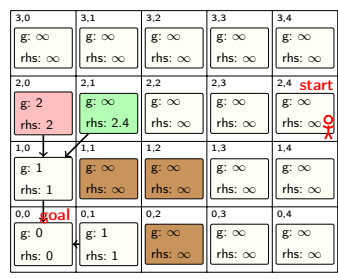 3,0 3,1 3,2 3,3 3,4
g: ∞ g: ∞ g: ∞ g: ∞ g: ∞
rhs: ∞ rhs: ∞ rhs: ∞ rhs: ∞ rhs: ∞
2,0 2,1 2,2 2,3 2,4
start
g: 2 g: ∞ g: ∞ g: ∞ g: ∞
rhs: 2 rhs: 2.4 rhs: ∞ rhs: ∞ rhs: ∞
1,0 1,1 1,2 1,3 1,4
g: 1 g: ∞ g: ∞ g: ∞ g: ∞
rhs: 1 rhs: ∞ rhs: ∞ rhs: ∞ rhs: ∞
0,0 0,1 0,2 0,3 0,4
goal
g: 0 g: 1 g: ∞ g: ∞ g: ∞
rhs: 0 rhs: 1 rhs: ∞ rhs: ∞ rhs: ∞